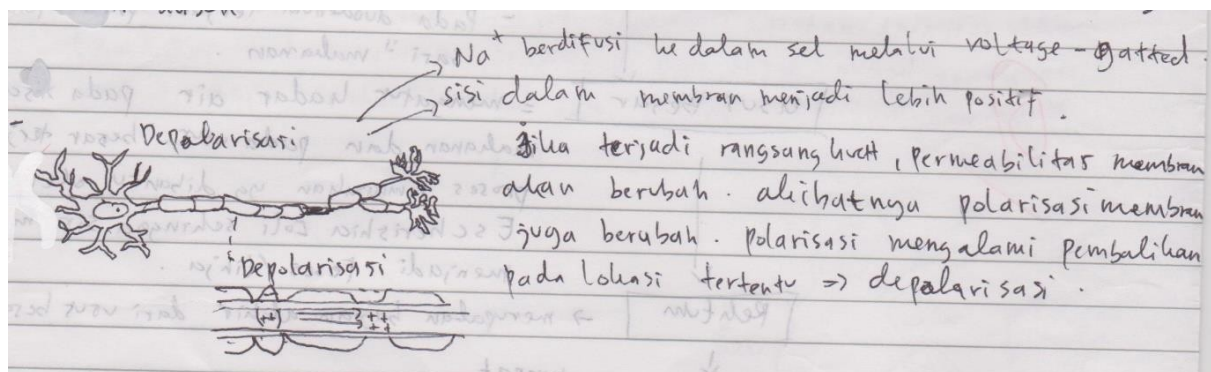 Na+ berdifusi ke dalam sel melalui voltage-gatted.
sisi dalam membran menjadi lebih positif.
- Depolarisasi
Jika terjadi rangsang kuat, permeabilitas membran
akan berubah. akibatnya polarisasi membran
juga berubah. polarisasi mengalami pembalikan
pada lokasi tertentu => depolarisasi.
Depolarisasi